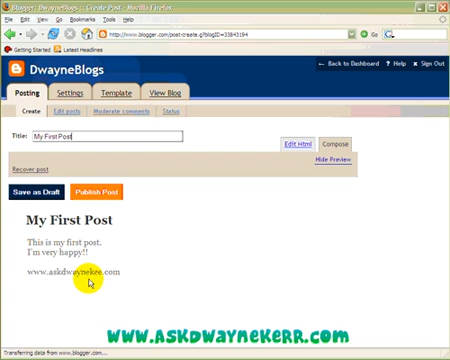 Blogger: DwayneBlogs :: Create Post - Mozilla Firefox
File Edit View Go Bookmarks Tools Help
http://www.blogger.com/post-create.g?blogID=33843194
Go
Getting Started Latest Headlines
DwayneBlogs
← Back to Dashboard ? Help × Sign Out
Posting Settings Template View Blog
Create Edit posts Moderate comments Status
Title: My First Post
Edit Html Compose
Hide Preview
Recover post
Save as Draft Publish Post
My First Post
This is my first post.
I'm very happy!!
www.askdwaynekee.com
www.ASKDWAYNEKERR.com
Transferring data from www.blogger.com...